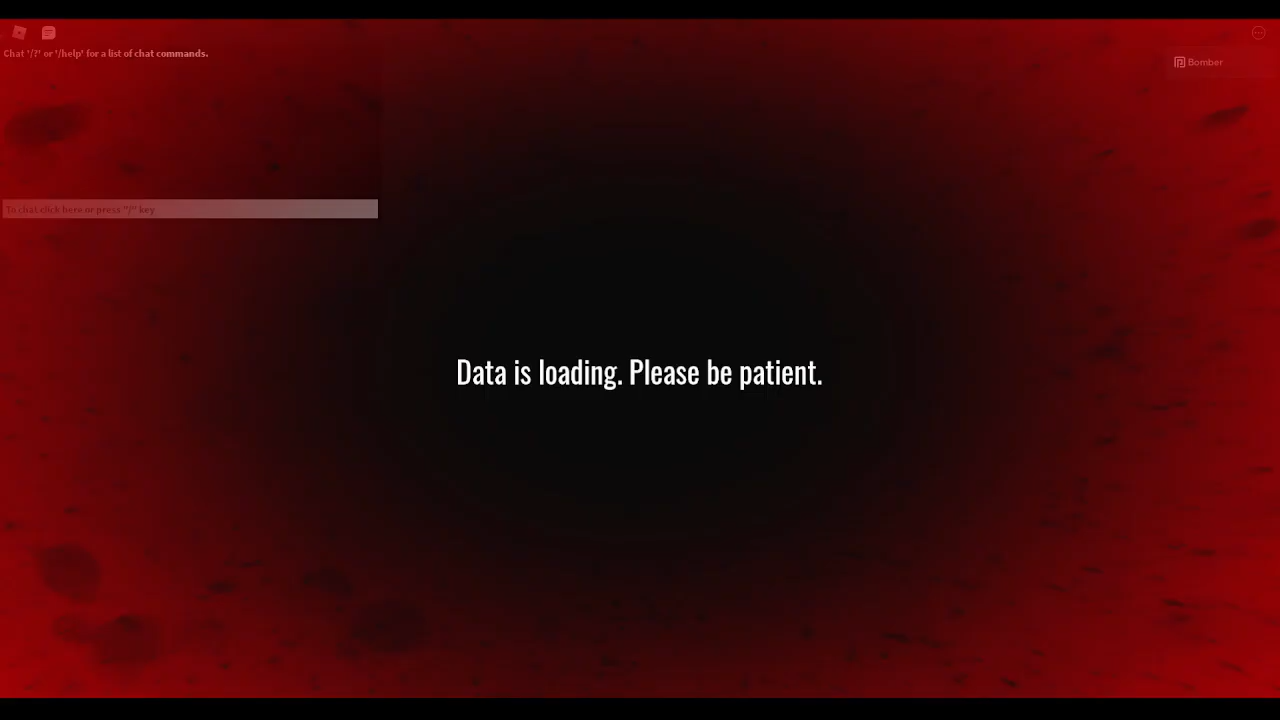 Chat '/?' or '/help' for a list of chat commands.
Bomber
To chat click here or press "/" key
Data is loading. Please be patient.